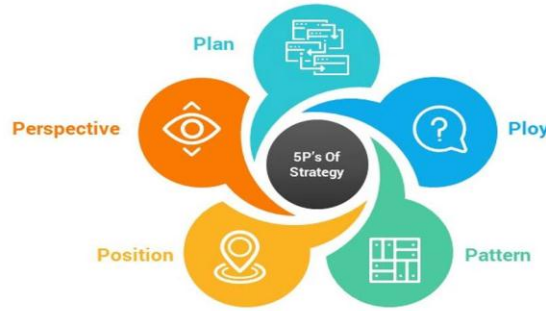 Plan
Perspective
Ploy
5P's Of
Strategy
?
Position
Pattern